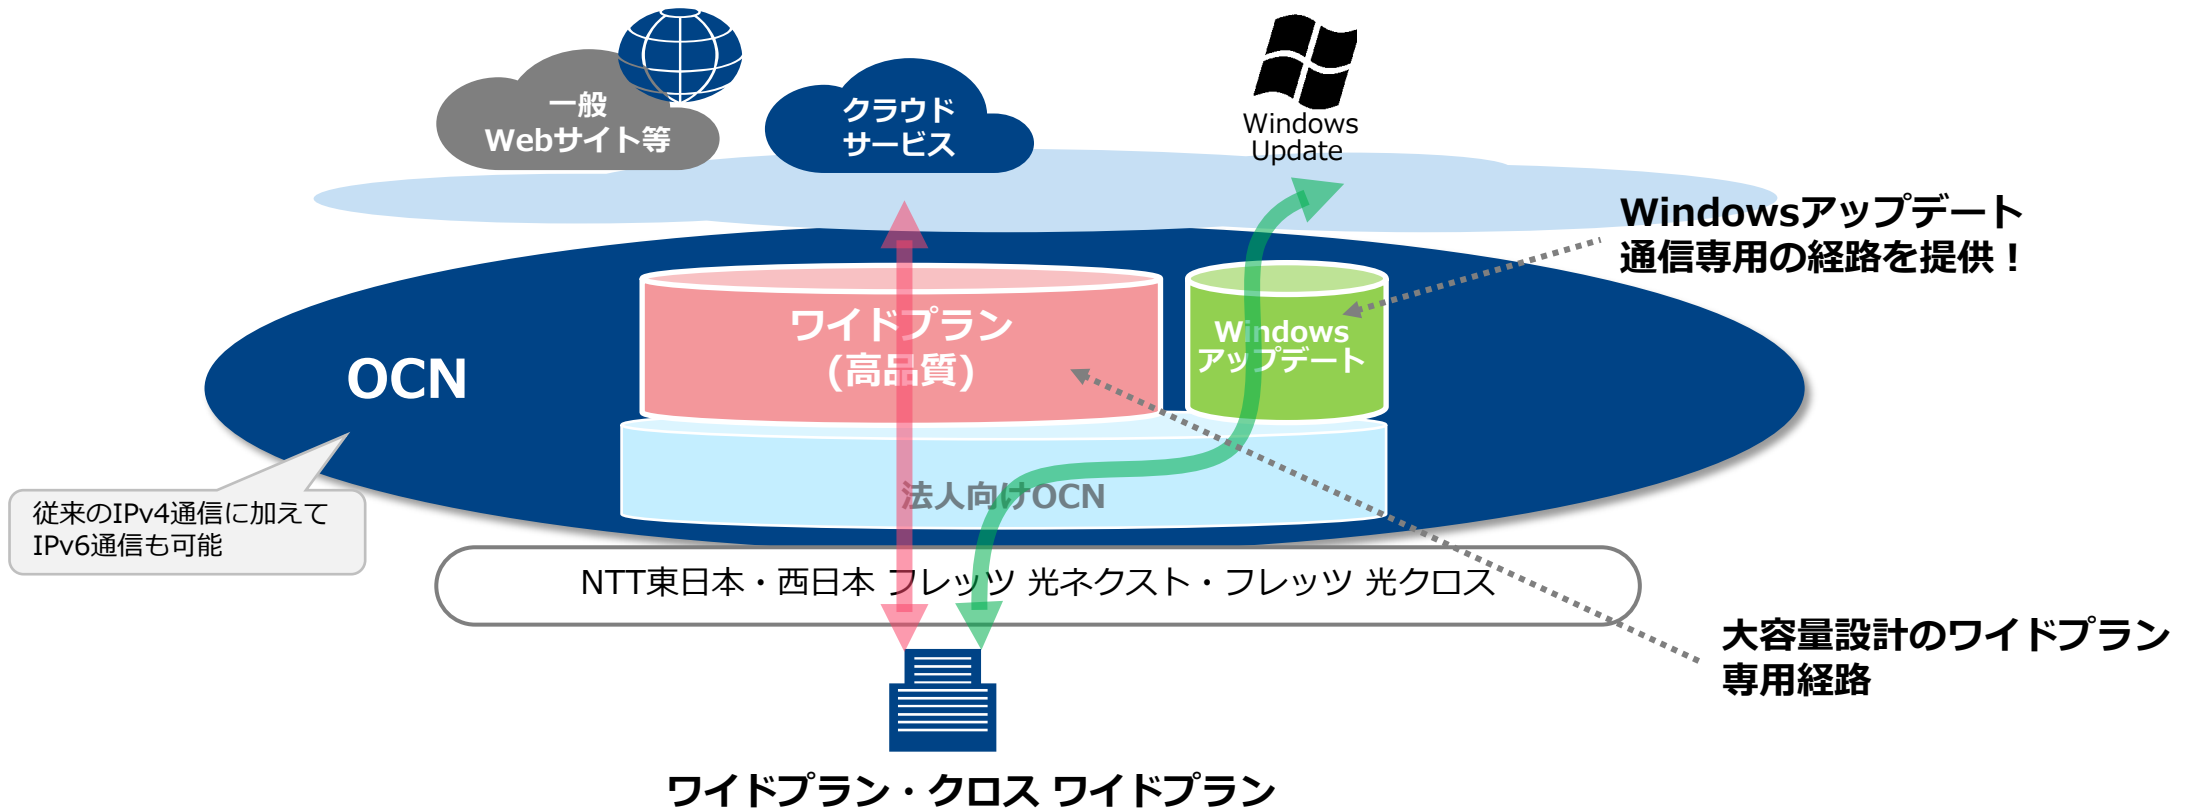 一般
Webサイト等
クラウド
サービス
Windows
Update
Windowsアップデート
通信専用の経路を提供！
ワイドプラン
(高品質)
Windows
アップデート
OCN
法人向けOCN
従来のIPv4通信に加えて
IPv6通信も可能
NTT東日本・西日本 フレッツ 光ネクスト・フレッツ 光クロス
大容量設計のワイドプラン
専用経路
ワイドプラン・クロス ワイドプラン